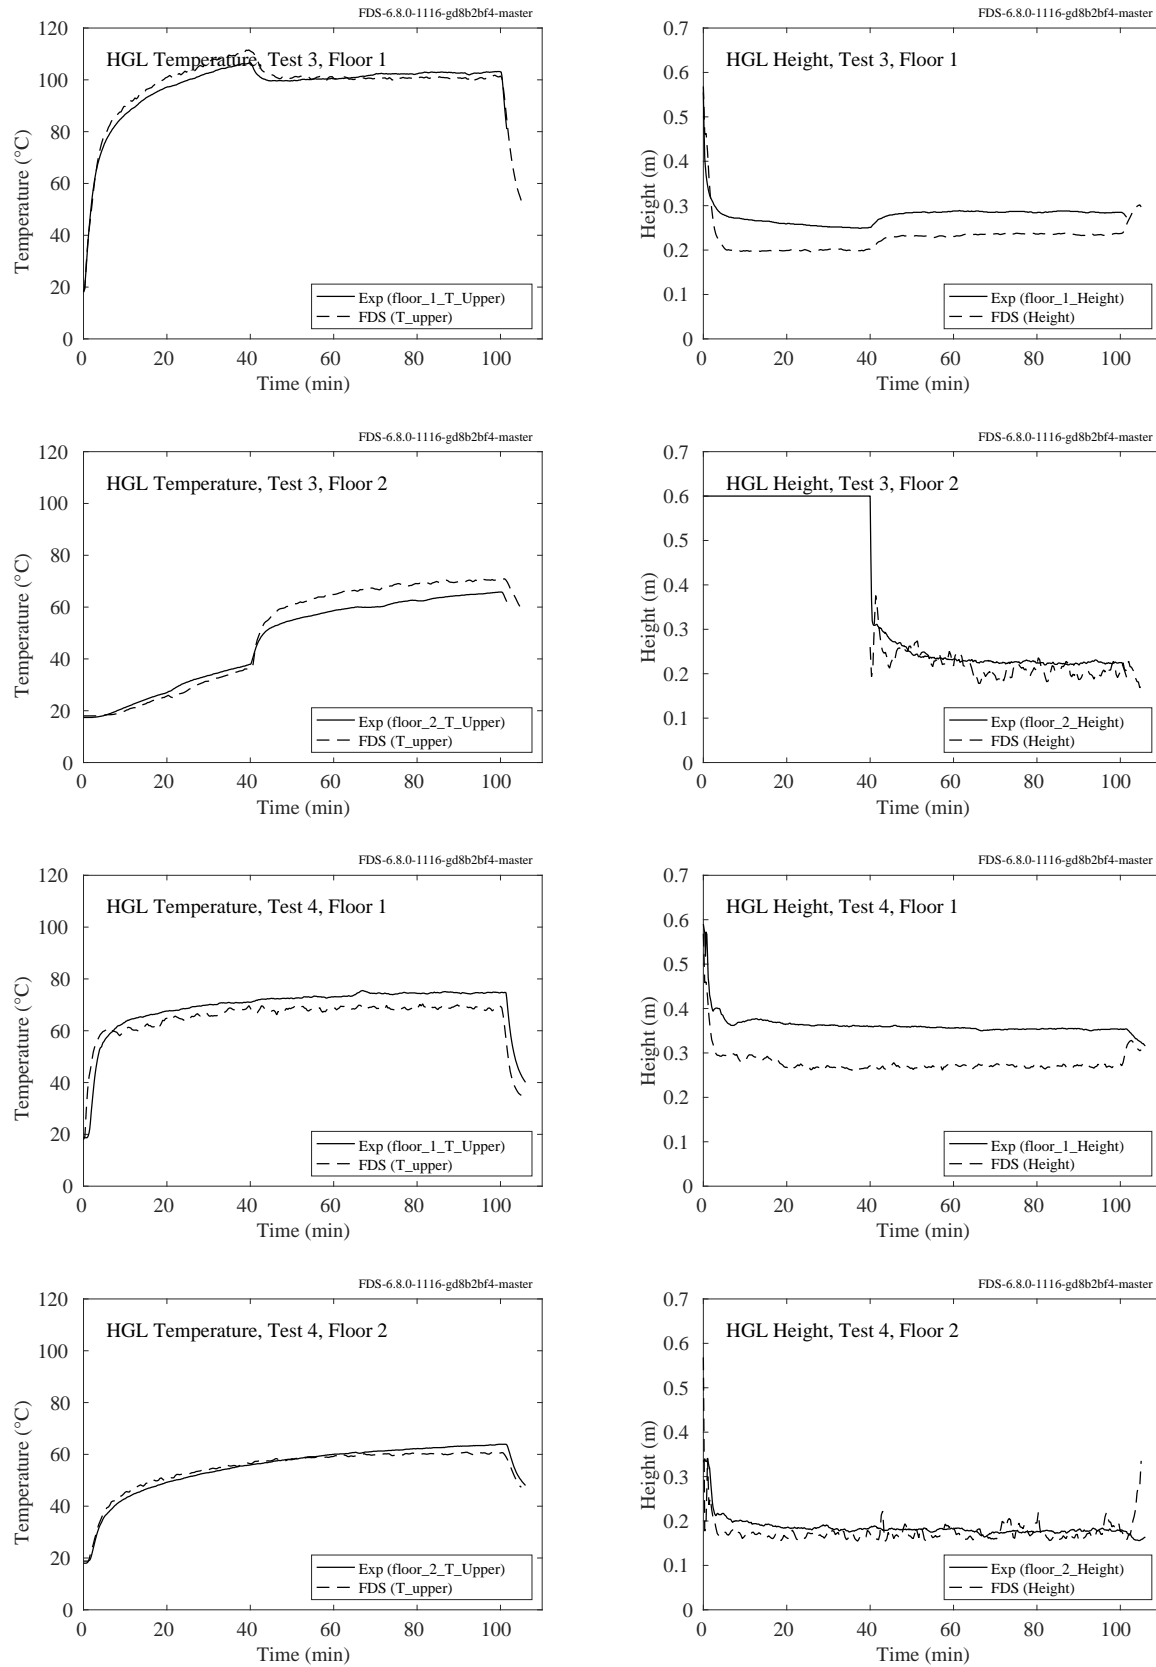 FDS-6.8.0-1116-gd8b2bf4-master
HGL Temperature, Test 3, Floor 1
Temperature (°C)
120
100
80
60
40
20
0
0 20 40 60 80 100
Time (min)
Exp (floor_1_T_Upper)
FDS (T_upper)
FDS-6.8.0-1116-gd8b2bf4-master
HGL Height, Test 3, Floor 1
Height (m)
0.7
0.6
0.5
0.4
0.3
0.2
0.1
0
0 20 40 60 80 100
Time (min)
Exp (floor_1_Height)
FDS (Height)
FDS-6.8.0-1116-gd8b2bf4-master
HGL Temperature, Test 3, Floor 2
Temperature (°C)
120
100
80
60
40
20
0
0 20 40 60 80 100
Time (min)
Exp (floor_2_T_Upper)
FDS (T_upper)
FDS-6.8.0-1116-gd8b2bf4-master
HGL Height, Test 3, Floor 2
Height (m)
0.7
0.6
0.5
0.4
0.3
0.2
0.1
0
0 20 40 60 80 100
Time (min)
Exp (floor_2_Height)
FDS (Height)
FDS-6.8.0-1116-gd8b2bf4-master
HGL Temperature, Test 4, Floor 1
Temperature (°C)
120
100
80
60
40
20
0
0 20 40 60 80 100
Time (min)
Exp (floor_1_T_Upper)
FDS (T_upper)
FDS-6.8.0-1116-gd8b2bf4-master
HGL Height, Test 4, Floor 1
Height (m)
0.7
0.6
0.5
0.4
0.3
0.2
0.1
0
0 20 40 60 80 100
Time (min)
Exp (floor_1_Height)
FDS (Height)
FDS-6.8.0-1116-gd8b2bf4-master
HGL Temperature, Test 4, Floor 2
Temperature (°C)
120
100
80
60
40
20
0
0 20 40 60 80 100
Time (min)
Exp (floor_2_T_Upper)
FDS (T_upper)
FDS-6.8.0-1116-gd8b2bf4-master
HGL Height, Test 4, Floor 2
Height (m)
0.7
0.6
0.5
0.4
0.3
0.2
0.1
0
0 20 40 60 80 100
Time (min)
Exp (floor_2_Height)
FDS (Height)